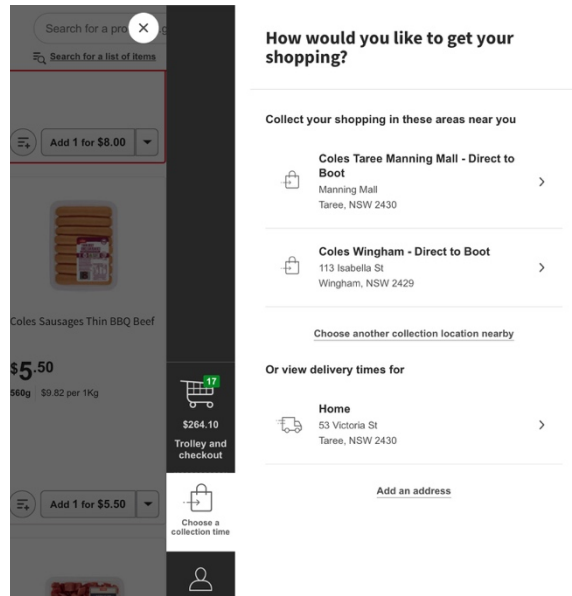 Search for a pro
Search for a list of items
Add 1 for $8.00
Coles Sausages Thin BBQ Beef
$5.50
560g $9.82 per 1Kg
Add 1 for $5.50
17
$264.10
Trolley and
checkout
Choose a
collection time
How would you like to get your
shopping?
Collect your shopping in these areas near you
Coles Taree Manning Mall - Direct to
Boot
Manning Mall
Taree, NSW 2430
Coles Wingham - Direct to Boot
113 Isabella St
Wingham, NSW 2429
Choose another collection location nearby
Or view delivery times for
Home
53 Victoria St
Taree, NSW 2430
Add an address